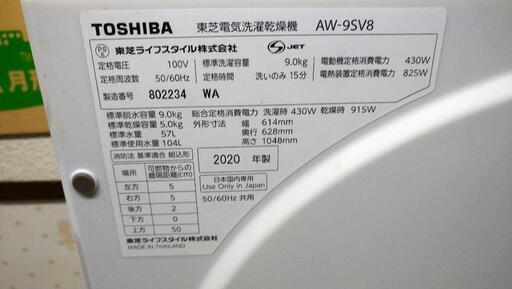 TOSHIBA 東芝電気洗濯乾燥機 AW-9SV8
PS E
東芝ライフスタイル株式会社
S-JET
定格電圧 100V
標準洗濯容量 9.0kg
電動機定格消費電力 430W
定格周波数 50/60Hz
定格時間 洗いのみ 15分
電熱装置定格消費電力 825W
製造番号 802234 WA
標準脱水容量 9.0kg 総合定格消費電力 洗濯時 430W 乾燥時 915W
標準乾燥容量 5.0kg 外形寸法 幅 614mm
標準水量 57L 奥行 628mm
標準使用水量 104L 高さ 1048mm
消防法 基準適合 組込形
場所 可燃物からの離隔距離(cm)
左方 5
右方 5
後方 2
下方 0
上方 50
2020 年製
日本国内専用
Use Only in Japan
50/60Hz 共用
東芝ライフスタイル株式会社
MADE IN THAILAND
月形